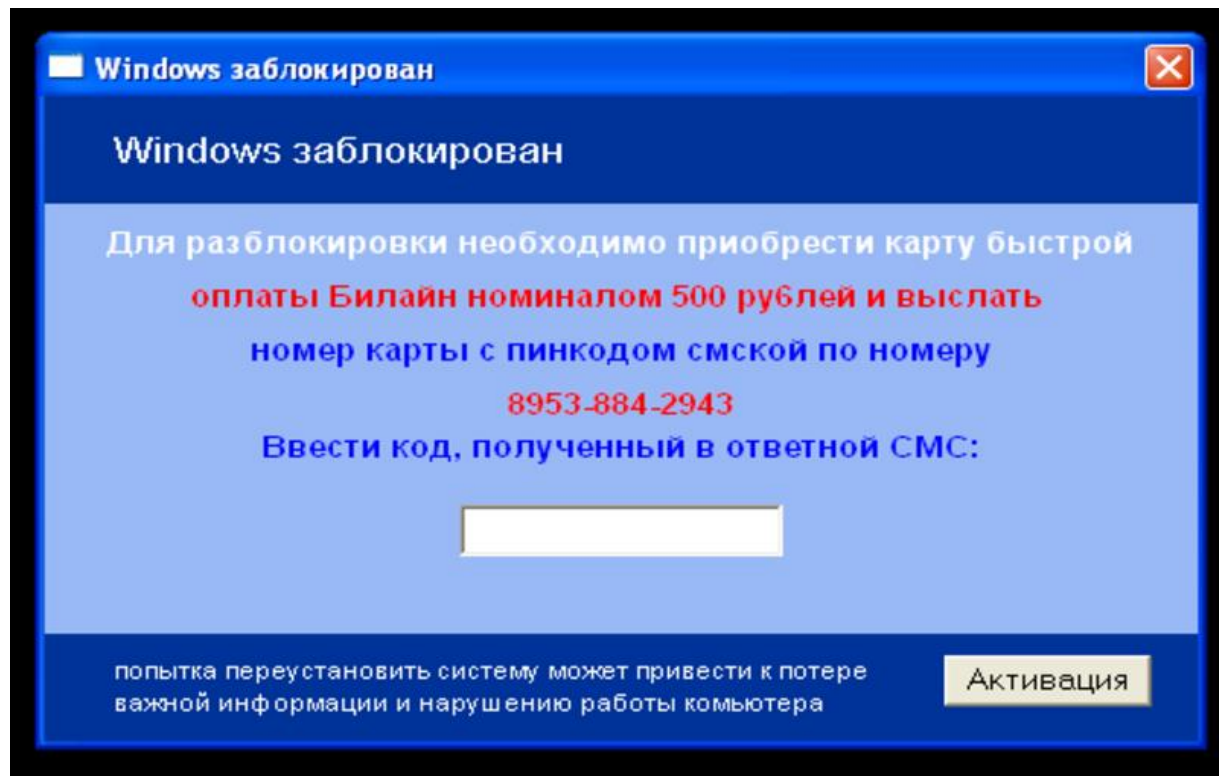 Windows заблокирован
Windows заблокирован
Для разблокировки необходимо приобрести карту быстрой
оплаты Билайн номиналом 500 рублей и выслать
номер карты с пинкодом смской по номеру
8953-884-2943
Ввести код, полученный в ответной СМС:
попытка переустановить систему может привести к потере
важной информации и нарушению работы комьютера
Активация